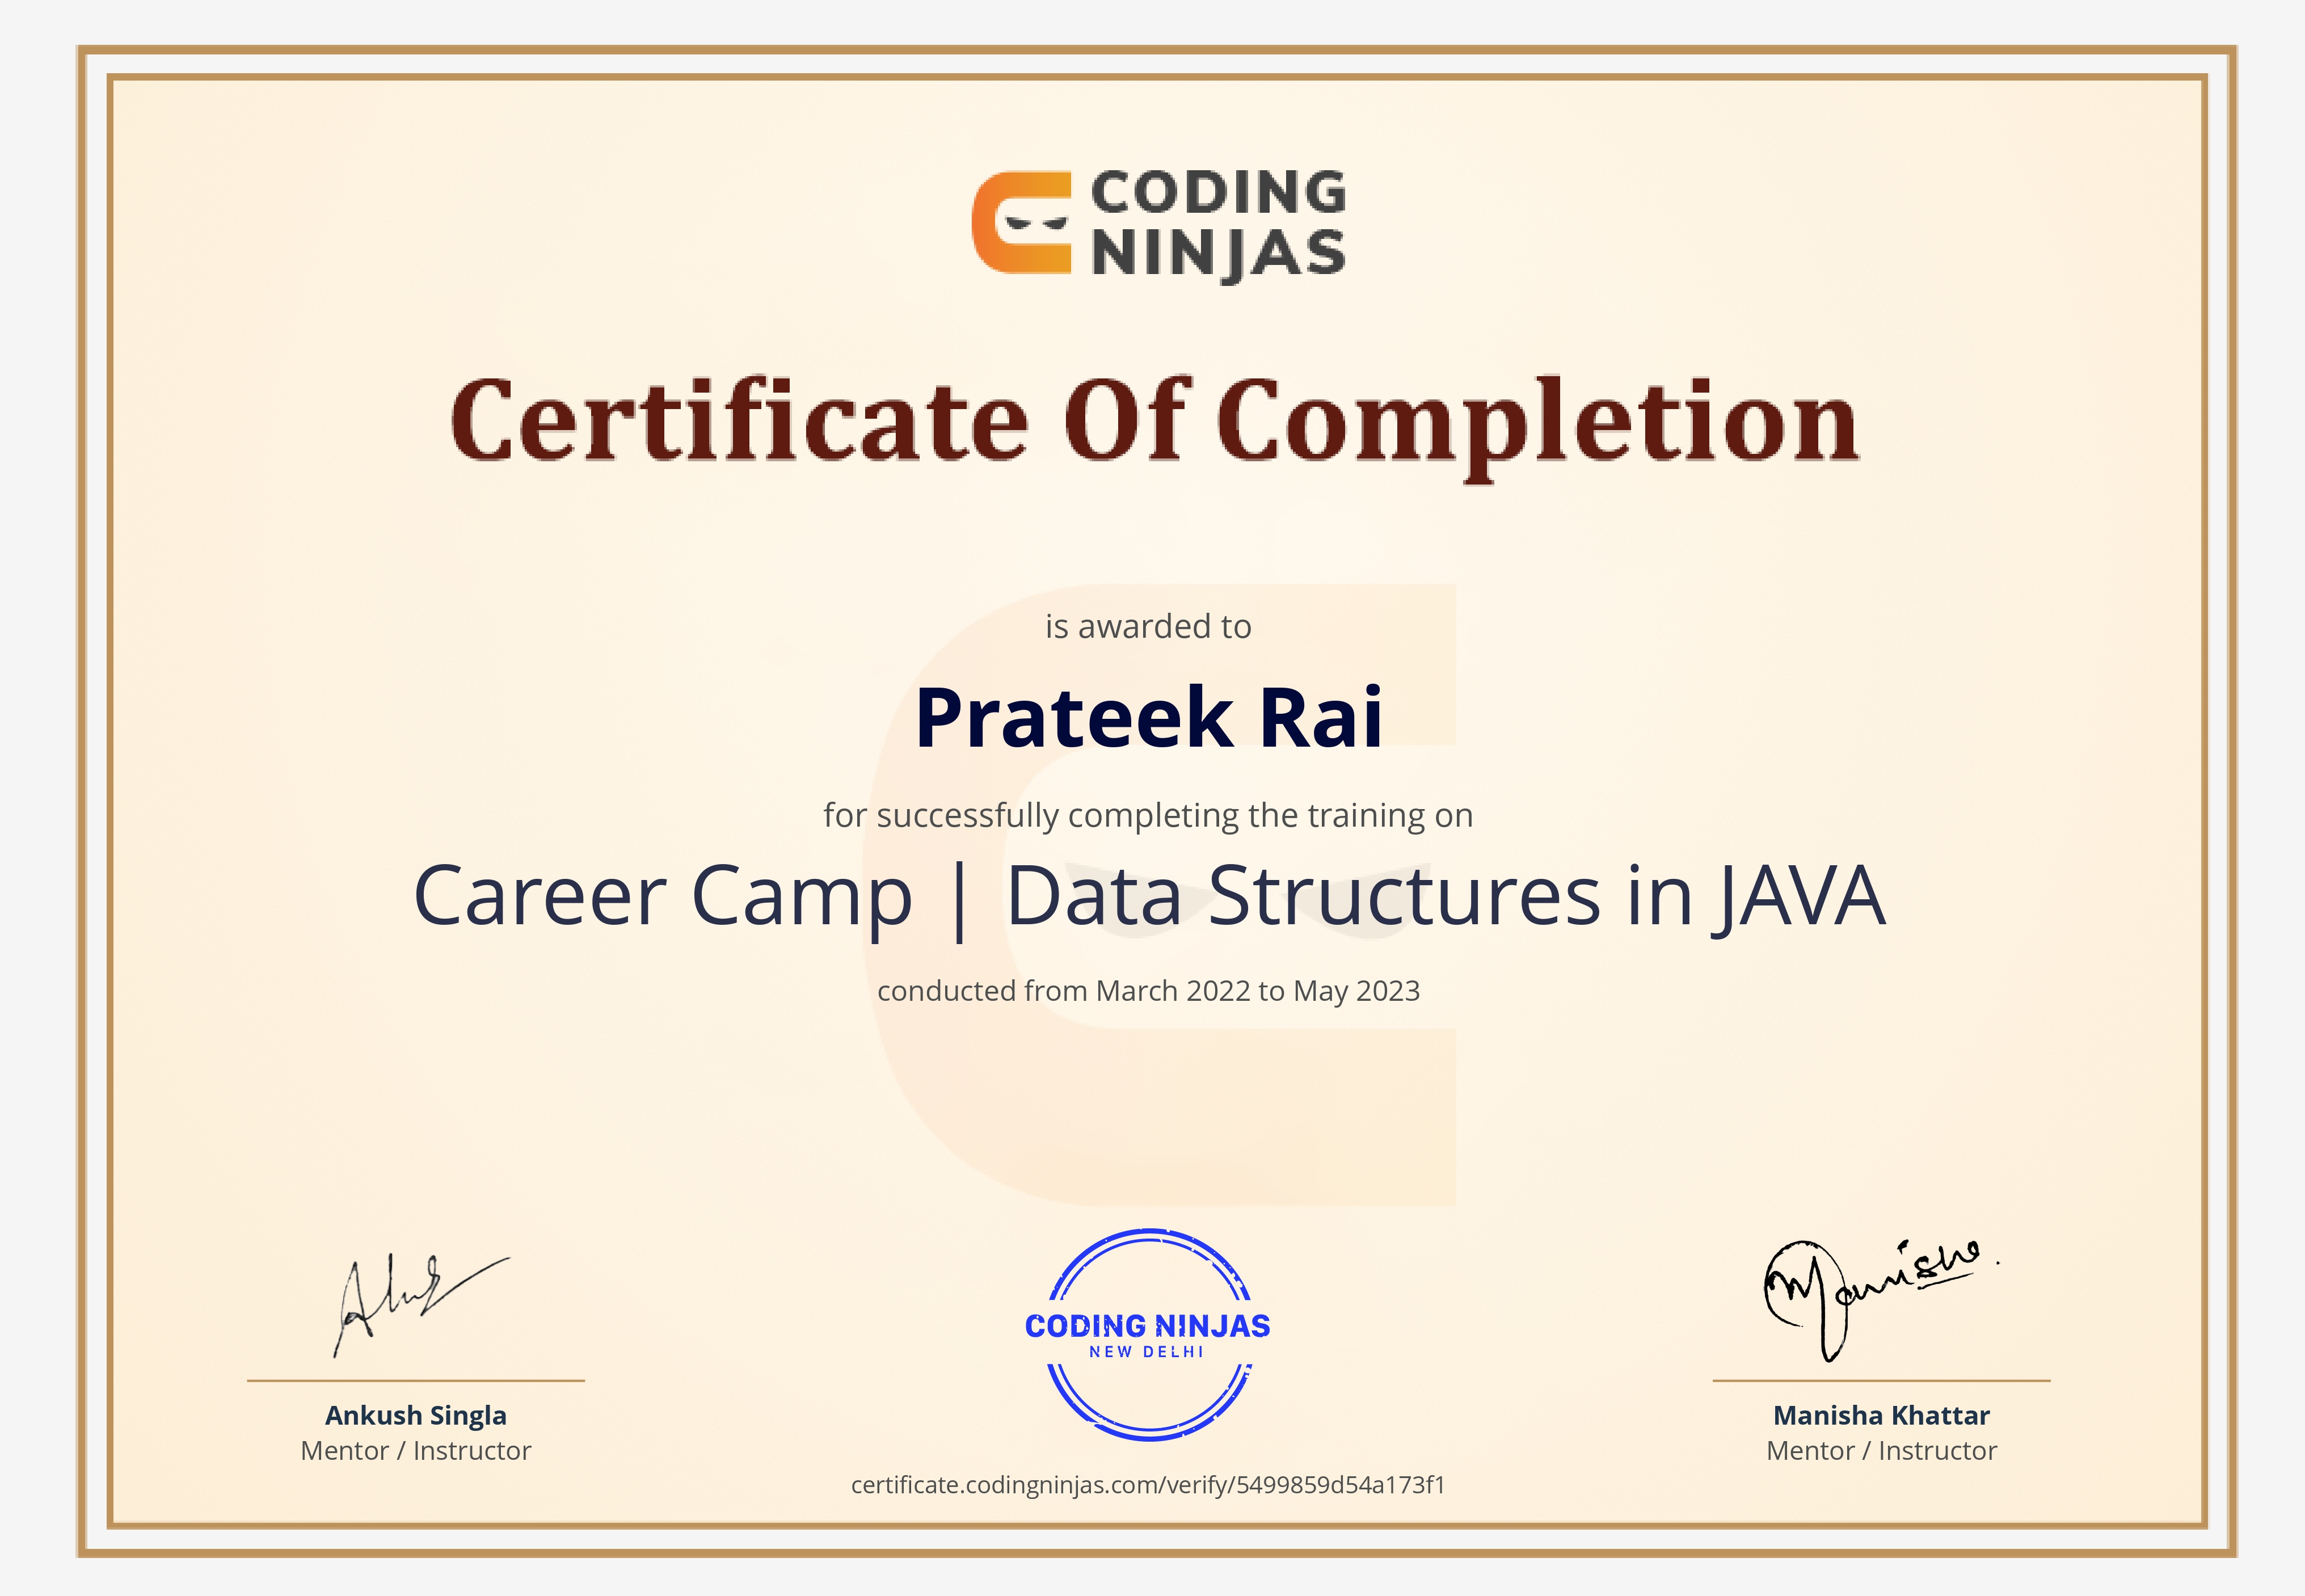 CODING
NINJAS
Certificate Of Completion
is awarded to
Prateek Rai
for successfully completing the training on
Career Camp | Data Structures in JAVA
conducted from March 2022 to May 2023
Manisha.
CODING NINJAS
NEW DELHI
Ankush Singla
Mentor / Instructor
Manisha Khattar
Mentor / Instructor
certificate.codingninjas.com/verify/5499859d54a173f1